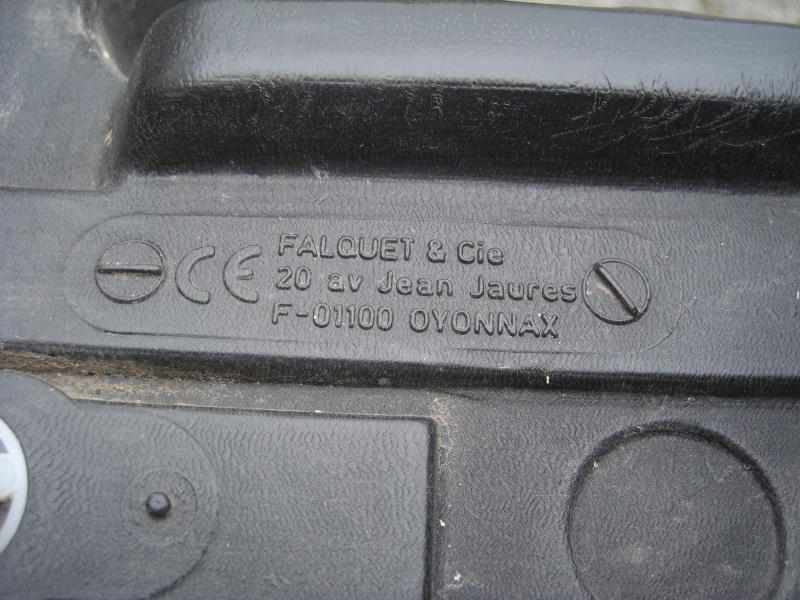 CE
FALQUET & Cie
20 av Jean Jaures
F-01100 OYONNAX